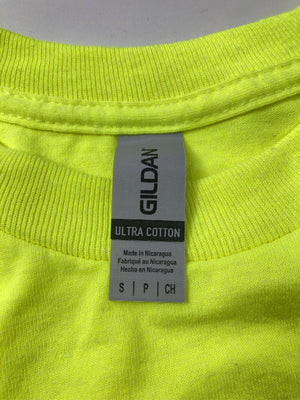 GILDAN
ULTRA COTTON
Made in Nicaragua
Fabriqué au Nicaragua
Hecho en Nicaragua
S | P | CH